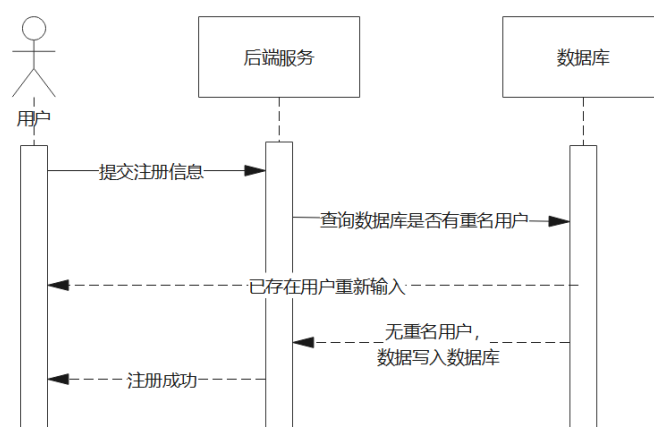 后端服务
数据库
用户
提交注册信息
查询数据库是否有重名用户
已存在用户重新输入
无重名用户，
数据写入数据库
注册成功